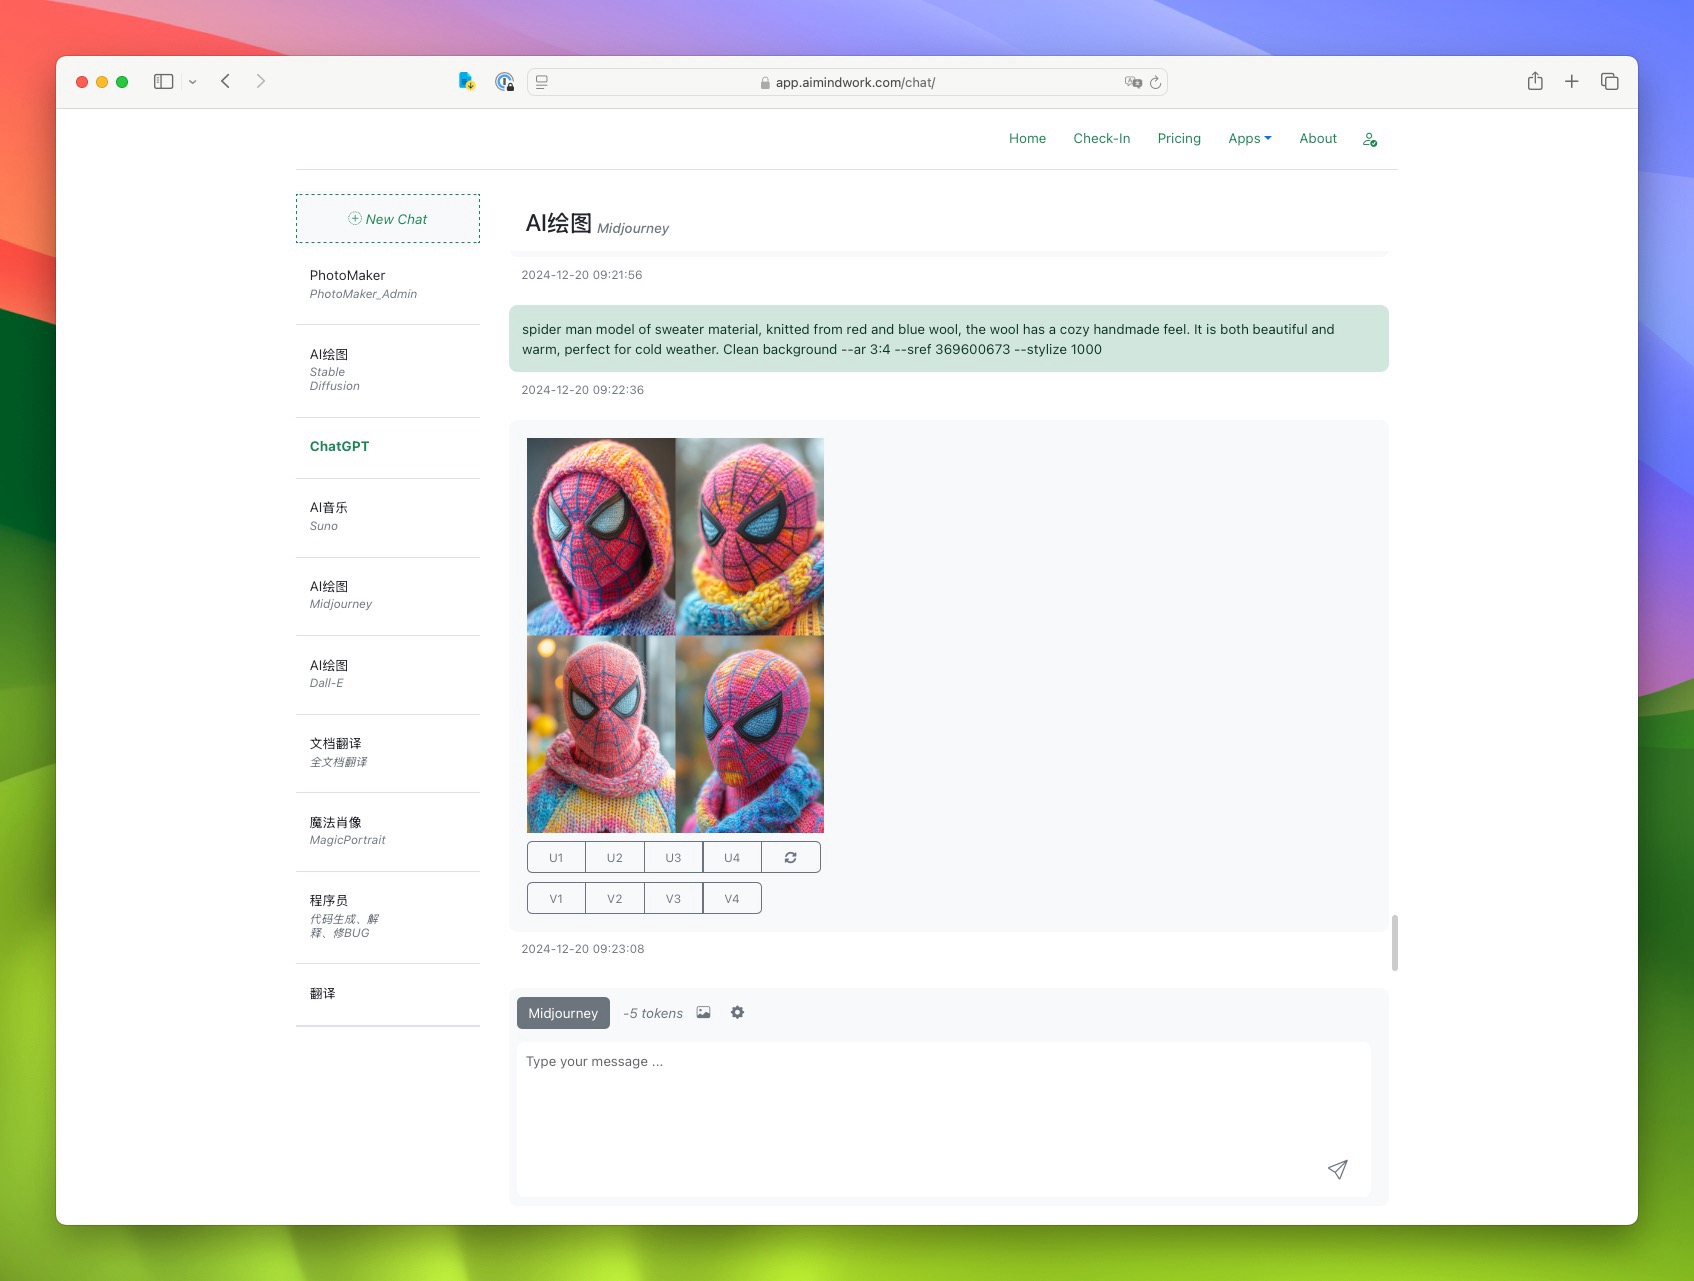 app.aimindwork.com/chat/
Home
Check-In
Pricing
Apps
About
New Chat
PhotoMaker
PhotoMaker_Admin
AI绘图
Stable
Diffusion
ChatGPT
AI音乐
Suno
AI绘图
Midjourney
AI绘图
Dall-E
文档翻译
全文档翻译
魔法肖像
MagicPortrait
程序员
代码生成、解
释、修BUG
翻译
AI绘图 Midjourney
2024-12-20 09:21:56
spider man model of sweater material, knitted from red and blue wool, the wool has a cozy handmade feel. It is both beautiful and
warm, perfect for cold weather. Clean background --ar 3:4 --sref 369600673 --stylize 1000
2024-12-20 09:22:36
U1
U2
U3
U4
V1
V2
V3
V4
2024-12-20 09:23:08
Midjourney
-5 tokens
Type your message ...